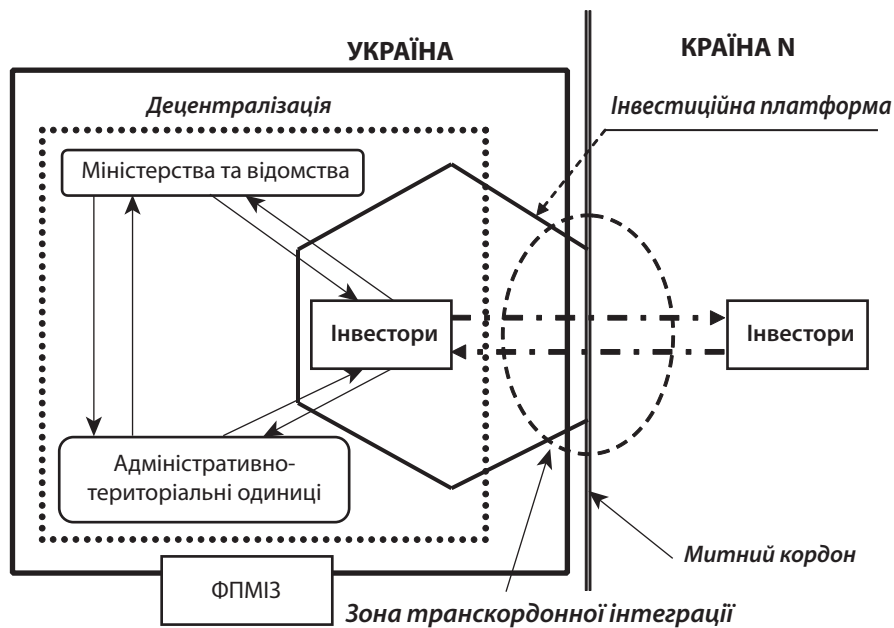 УКРАЇНА
КРАЇНА N
Децентралізація
Інвестиційна платформа
Міністерства та відомства
Інвестори
Інвестори
Адміністративно-
територіальні одиниці
Митний кордон
ФПМІЗ
Зона транскордонної інтеграції